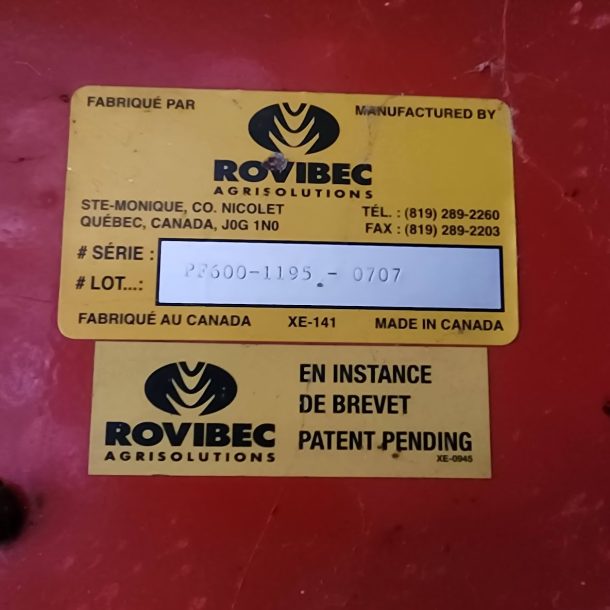 FABRIQUÉ PAR MANUFACTURED BY
ROVIBEC
AGRISOLUTIONS
STE-MONIQUE, CO. NICOLET TÉL. : (819) 289-2260
QUÉBEC, CANADA, J0G 1N0 FAX : (819) 289-2203
# SÉRIE :
# LOT...:
PF600-1195 - 0707
FABRIQUÉ AU CANADA XE-141 MADE IN CANADA
ROVIBEC
AGRISOLUTIONS
EN INSTANCE
DE BREVET
PATENT PENDING
XE-0945